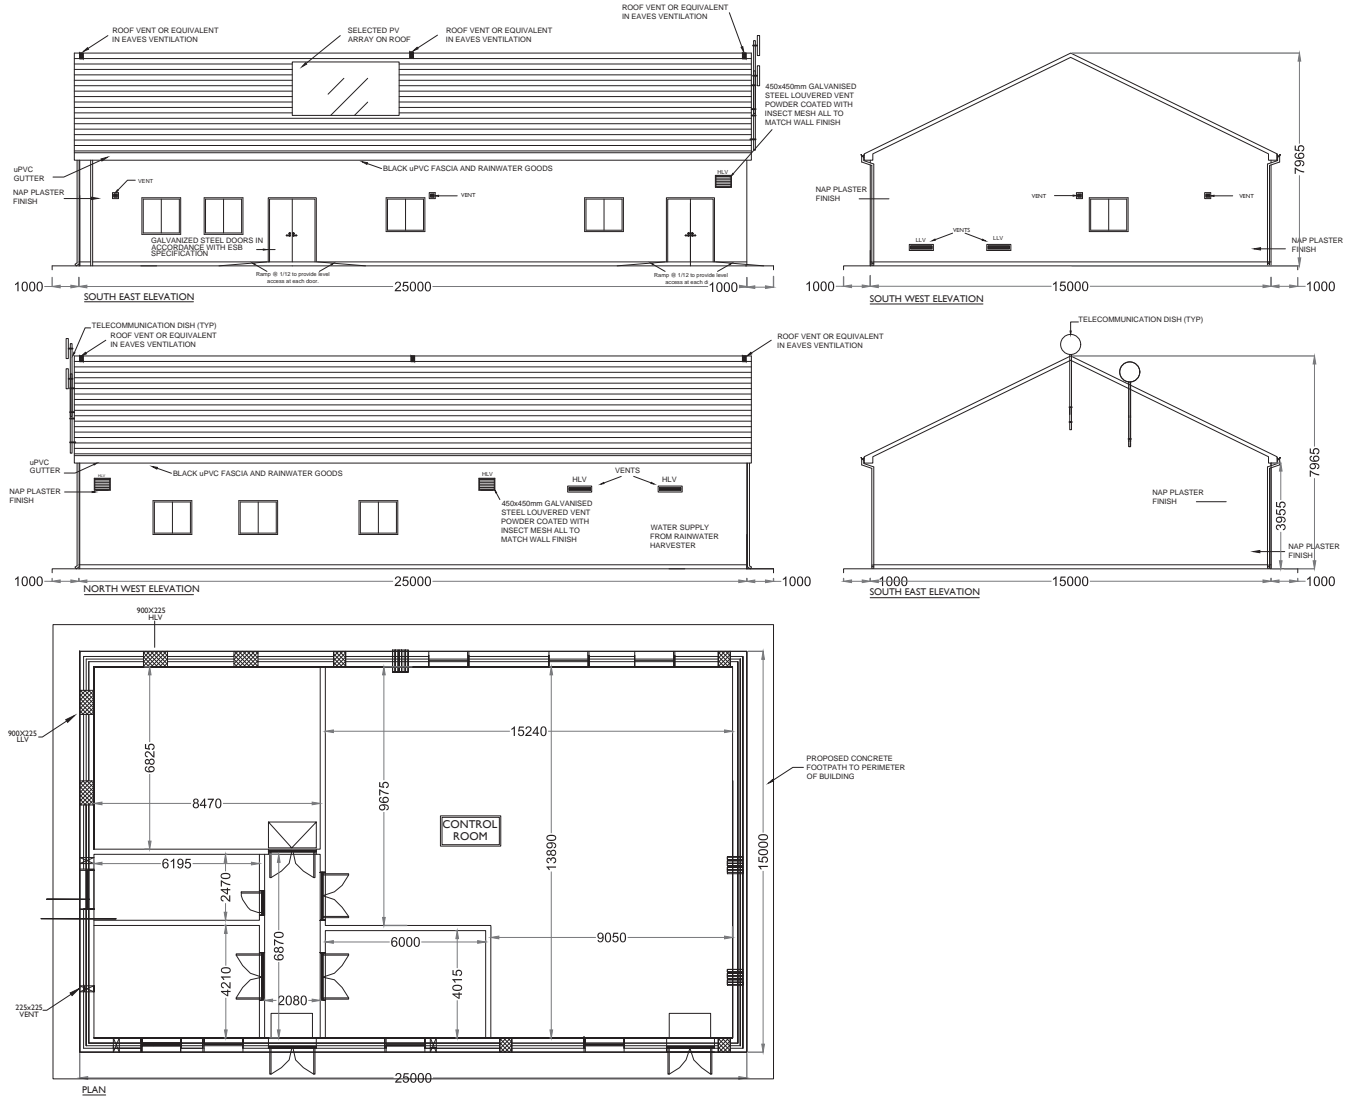 ROOF VENT OR EQUIVALENT
IN EAVES VENTILATION
SELECTED PV
ARRAY ON ROOF
ROOF VENT OR EQUIVALENT
IN EAVES VENTILATION
ROOF VENT OR EQUIVALENT
IN EAVES VENTILATION
450x450mm GALVANISED
STEEL LOUVERED VENT
POWDER COATED WITH
INSECT MESH ALL TO
MATCH WALL FINISH
uPVC
GUTTER
BLACK uPVC FASCIA AND RAINWATER GOODS
HLV
NAP PLASTER
FINISH
VENT
VENT
GALVANIZED STEEL DOORS IN
ACCORDANCE WITH ESB
SPECIFICATION
Ramp @ 1/12 to provide level
access at each door.
Ramp @ 1/12 to provide level
access at each d
1000
25000
1000
SOUTH EAST ELEVATION
7965
NAP PLASTER
FINISH
VENT
VENT
VENTS
LLV
LLV
NAP PLASTER
FINISH
1000
15000
1000
SOUTH WEST ELEVATION
TELECOMMUNICATION DISH (TYP)
ROOF VENT OR EQUIVALENT
IN EAVES VENTILATION
ROOF VENT OR EQUIVALENT
IN EAVES VENTILATION
uPVC
GUTTER
BLACK uPVC FASCIA AND RAINWATER GOODS
NAP PLASTER
FINISH
HLV
HLV
VENTS
HLV
HLV
450x450mm GALVANISED
STEEL LOUVERED VENT
POWDER COATED WITH
INSECT MESH ALL TO
MATCH WALL FINISH
WATER SUPPLY
FROM RAINWATER
HARVESTER
1000
25000
1000
NORTH WEST ELEVATION
TELECOMMUNICATION DISH (TYP)
7965
3955
NAP PLASTER
FINISH
NAP PLASTER
FINISH
1000
15000
1000
SOUTH EAST ELEVATION
900X225
HLV
900X225
LLV
225x225
VENT
6825
8470
15240
9675
13890
CONTROL
ROOM
15000
PROPOSED CONCRETE
FOOTPATH TO PERIMETER
OF BUILDING
6195
2470
6870
4210
2080
6000
4015
9050
25000
PLAN